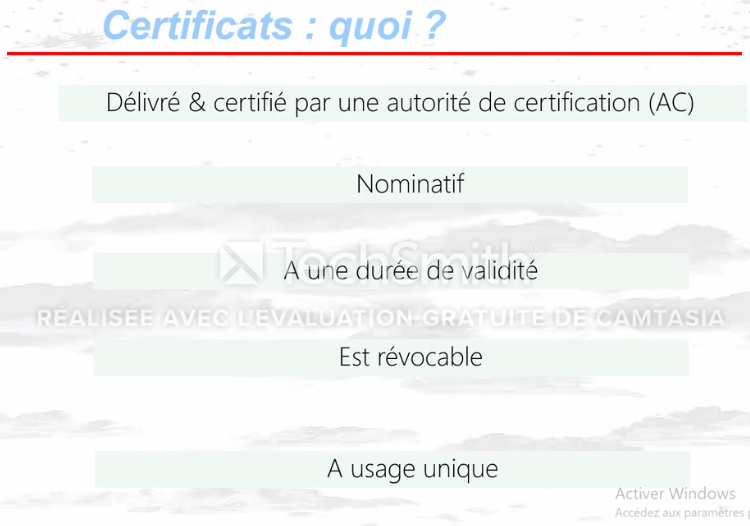 Certificats : quoi ?
Délivré & certifié par une autorité de certification (AC)
Nominatif
TechSmith
A une durée de validité
RÉALISÉE AVEC L'ÉVALUATION GRATUITE DE CAMTASIA
Est révocable
A usage unique
Activer Windows
Accédez aux paramètres